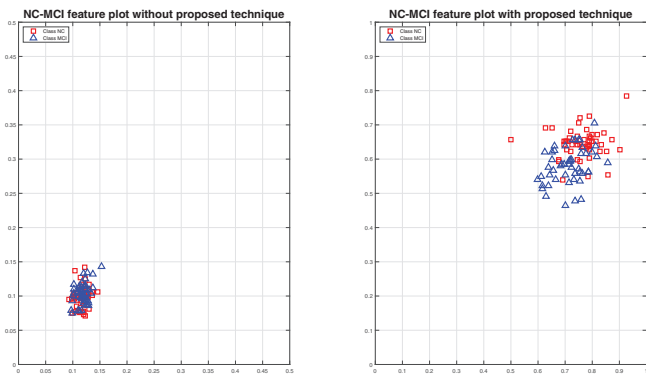 NC-MCI feature plot without proposed technique
Class NC
Class MCI
0.5
0.45
0.4
0.35
0.3
0.25
0.2
0.15
0.1
0.05
0
0 0.05 0.1 0.15 0.2 0.25 0.3 0.35 0.4 0.45 0.5
NC-MCI feature plot with proposed technique
Class NC
Class MCI
1
0.9
0.8
0.7
0.6
0.5
0.4
0.3
0.2
0.1
0
0 0.1 0.2 0.3 0.4 0.5 0.6 0.7 0.8 0.9 1